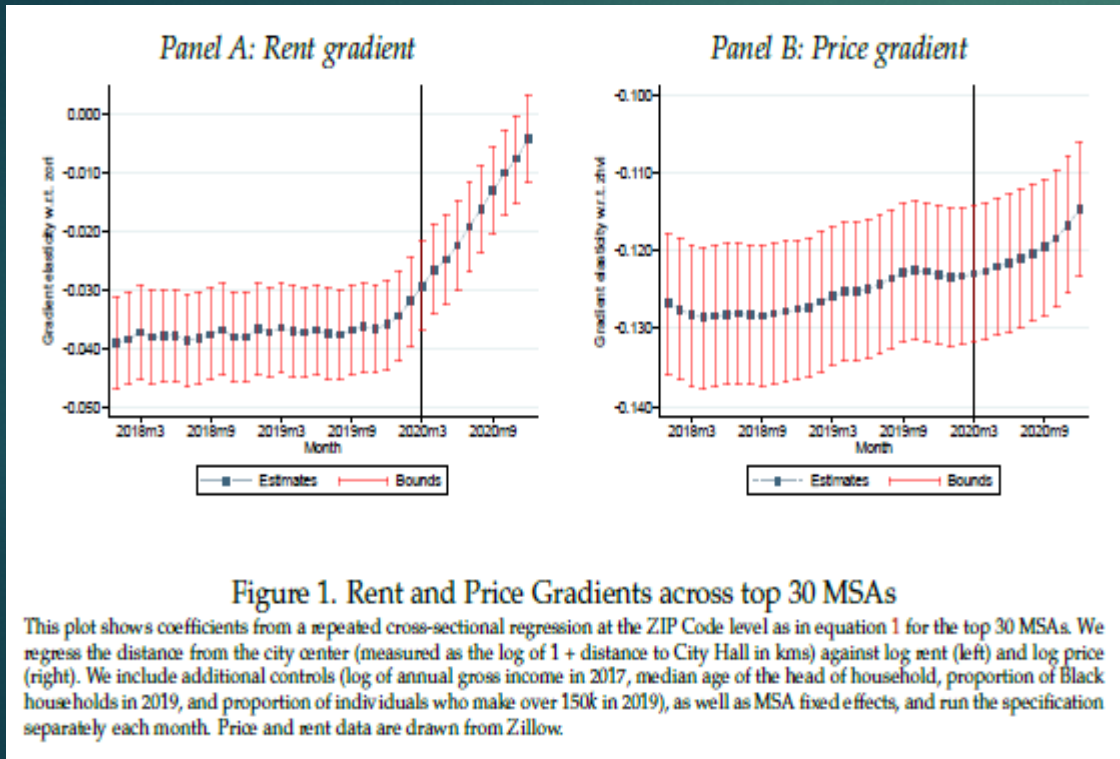 Panel A: Rent gradient
Panel B: Price gradient
Gradient elasticity w.r.t. zori
0.000
-0.010
-0.020
-0.030
-0.040
-0.050
2018m3 2018m9 2019m3 2019m9 2020m3 2020m9
Month
Estimates Bounds
Gradient elasticity w.r.t. zhvi
-0.100
-0.110
-0.120
-0.130
-0.140
2018m3 2018m9 2019m3 2019m9 2020m3 2020m9
Month
Estimates Bounds
Figure 1. Rent and Price Gradients across top 30 MSAs
This plot shows coefficients from a repeated cross-sectional regression at the ZIP Code level as in equation 1 for the top 30 MSAs. We
regress the distance from the city center (measured as the log of 1 + distance to City Hall in kms) against log rent (left) and log price
(right). We include additional controls (log of annual gross income in 2017, median age of the head of household, proportion of Black
households in 2019, and proportion of individuals who make over 150k in 2019), as well as MSA fixed effects, and run the specification
separately each month. Price and rent data are drawn from Zillow.